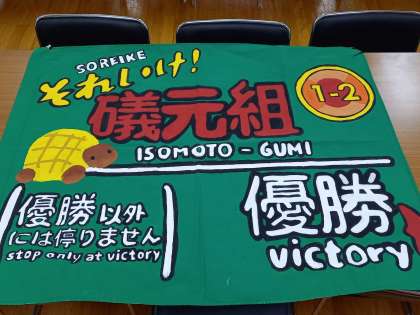 SOREIKE
それいけ!
1-2
礒元組
ISOMOTO - GUMI
優勝以外
には停りません
stop only at victory
優勝
victory